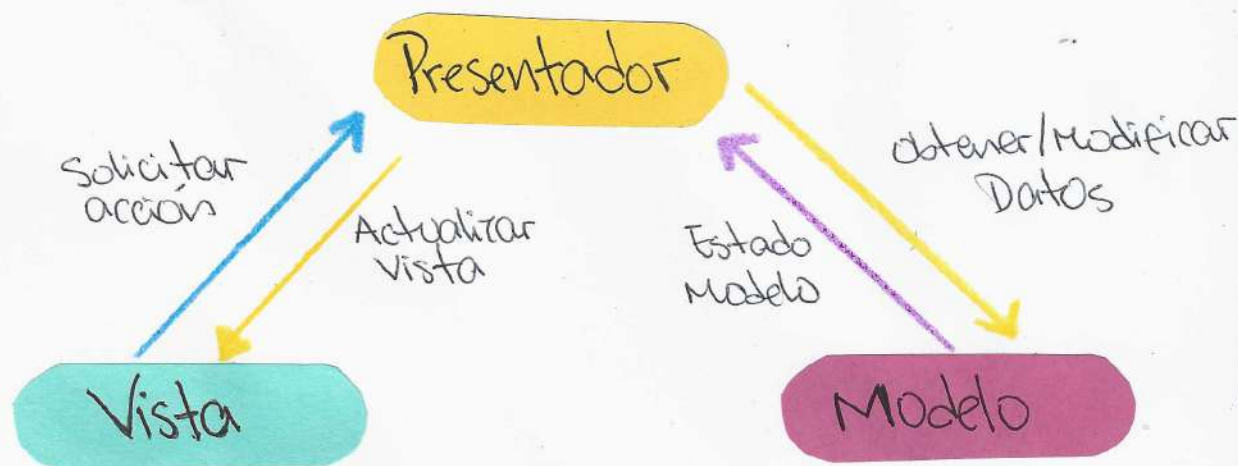 Presentador
Solicitar
acción
Actualizar
Vista
Estado
Modelo
Obtener/Modificar
Datos
Vista
Modelo